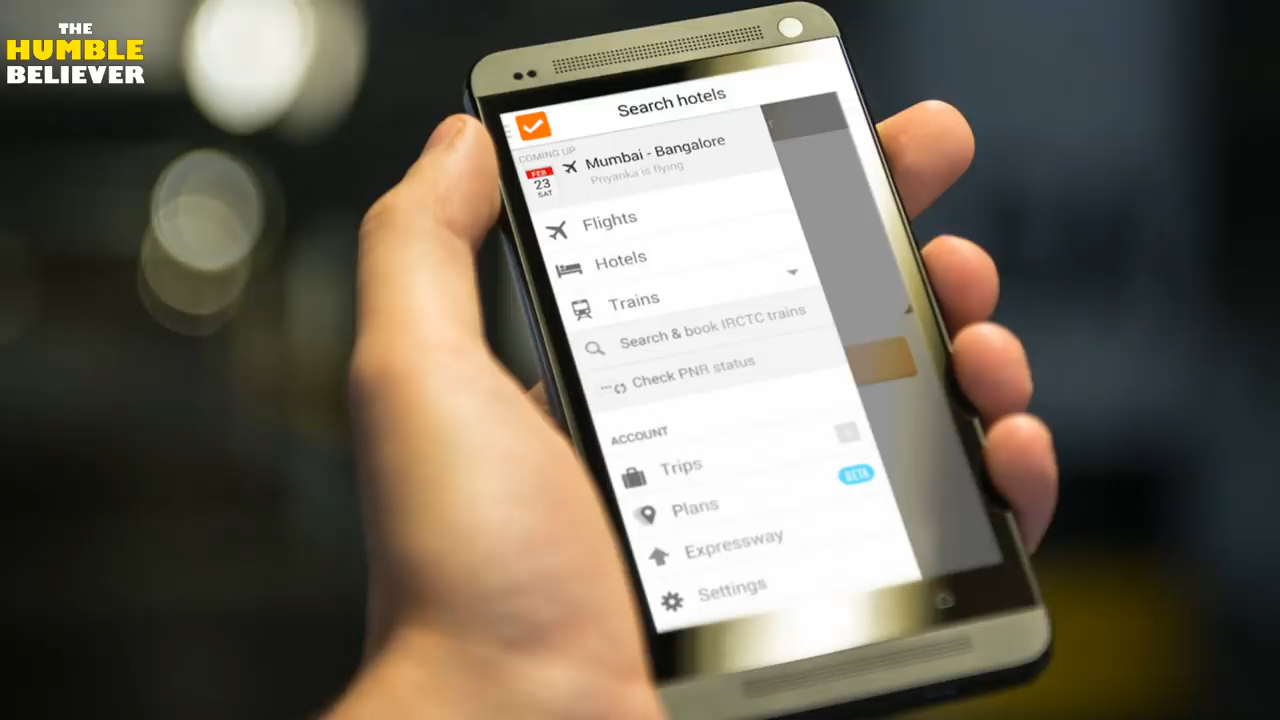 THE
HUMBLE
BELIEVER
Search hotels
COMING UP
FEB
23
SAT
Mumbai - Bangalore
Priyanka is flying
Flights
Hotels
Trains
Search & book IRCTC trains
Check PNR status
ACCOUNT
Trips
Plans
BETA
Expressway
Settings